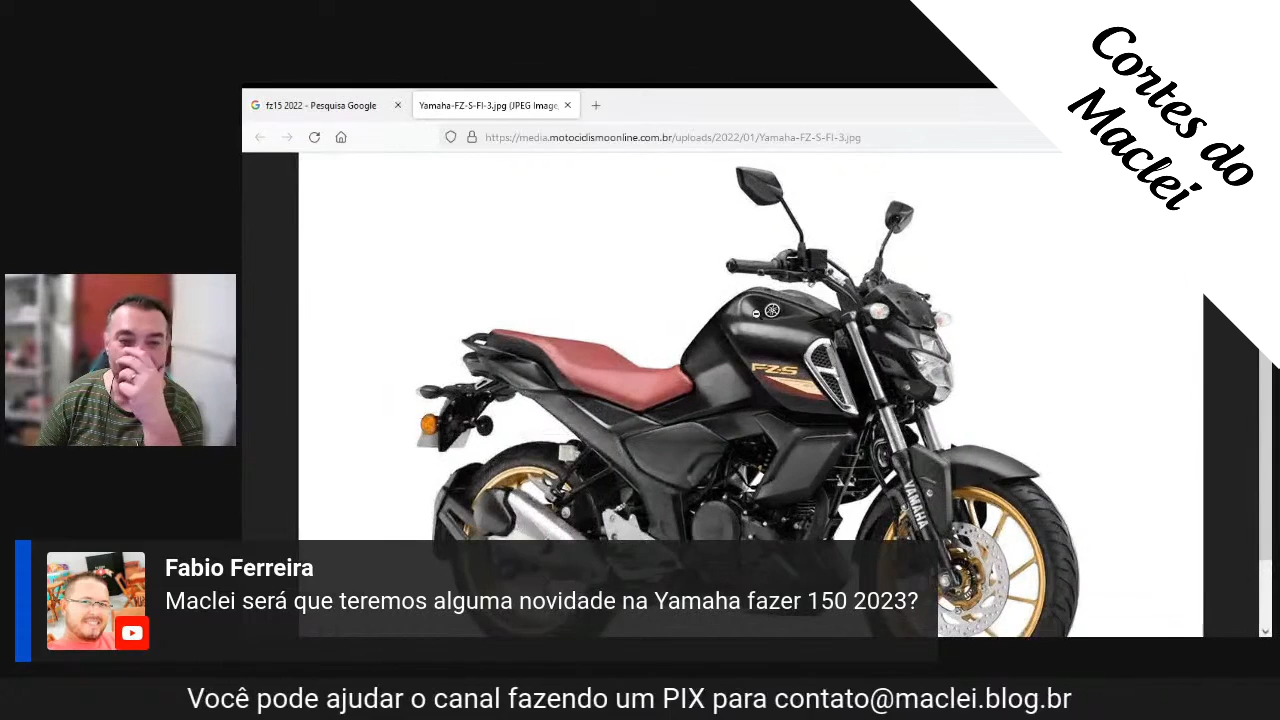 Cortes do
Maclei
fz15 2022 - Pesquisa Google
Yamaha-FZ-S-FI-3.jpg (JPEG Image,
https://media.motociclismoonline.com.br/uploads/2022/01/Yamaha-FZ-S-FI-3.jpg
FZ-S
YAMAHA
Fabio Ferreira
Maclei será que teremos alguma novidade na Yamaha fazer 150 2023?
Você pode ajudar o canal fazendo um PIX para contato@maclei.blog.br